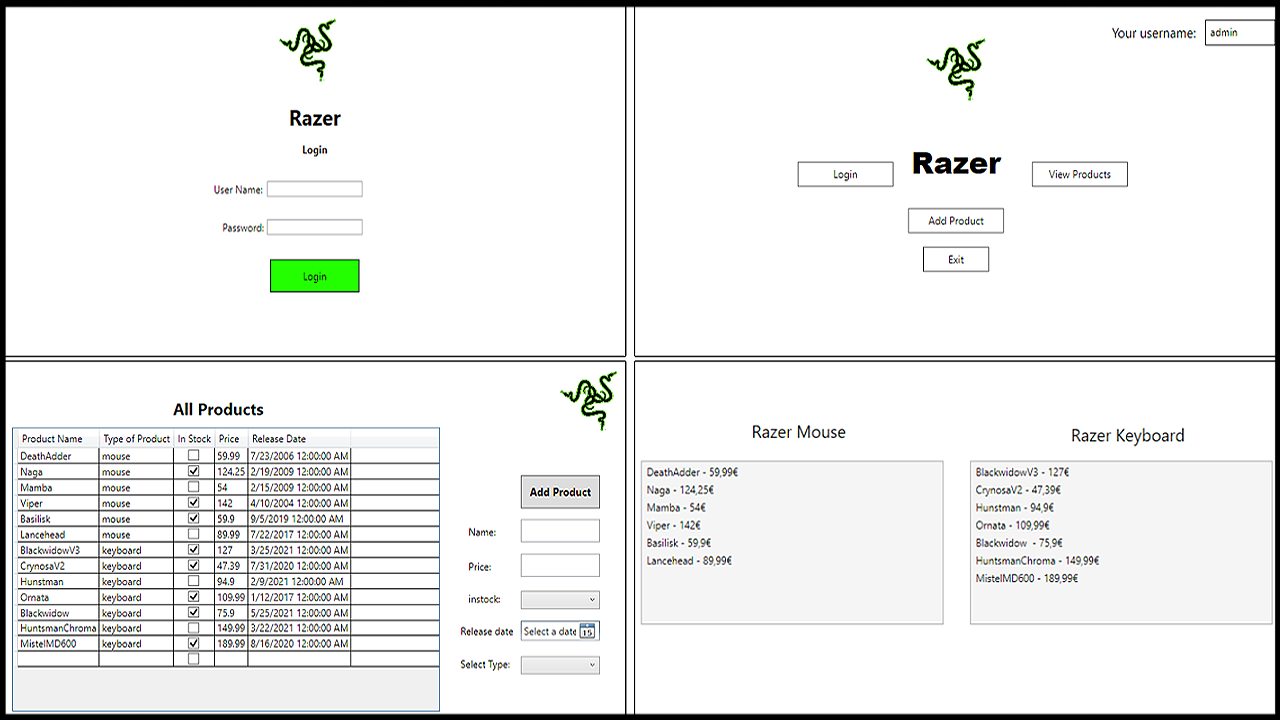 Razer
Login
User Name:
Password:
Login
Your username: admin
Razer
Login
View Products
Add Product
Exit
All Products
Product Name Type of Product In Stock Price Release Date
DeathAdder mouse 59.99 7/23/2006 12:00:00 AM
Naga mouse 124.25 2/19/2009 12:00:00 AM
Mamba mouse 54 2/15/2009 12:00:00 AM
Viper mouse 142 4/10/2004 12:00:00 AM
Basilisk mouse 59.9 9/5/2019 12:00:00 AM
Lancehead mouse 89.99 7/22/2017 12:00:00 AM
BlackwidowV3 keyboard 127 3/25/2021 12:00:00 AM
CrynosaV2 keyboard 47.39 7/31/2020 12:00:00 AM
Hunstman keyboard 94.9 2/9/2021 12:00:00 AM
Ornata keyboard 109.99 1/12/2017 12:00:00 AM
Blackwidow keyboard 75.9 5/25/2021 12:00:00 AM
HuntsmanChroma keyboard 149.99 3/22/2021 12:00:00 AM
MistelMD600 keyboard 189.99 8/16/2020 12:00:00 AM
Add Product
Name:
Price:
instock:
Release date Select a date 15
Select Type:
Razer Mouse
DeathAdder - 59,99€
Naga - 124,25€
Mamba - 54€
Viper - 142€
Basilisk - 59,9€
Lancehead - 89,99€
Razer Keyboard
BlackwidowV3 - 127€
CrynosaV2 - 47,39€
Hunstman - 94,9€
Ornata - 109,99€
Blackwidow - 75,9€
HuntsmanChroma - 149,99€
MistelMD600 - 189,99€